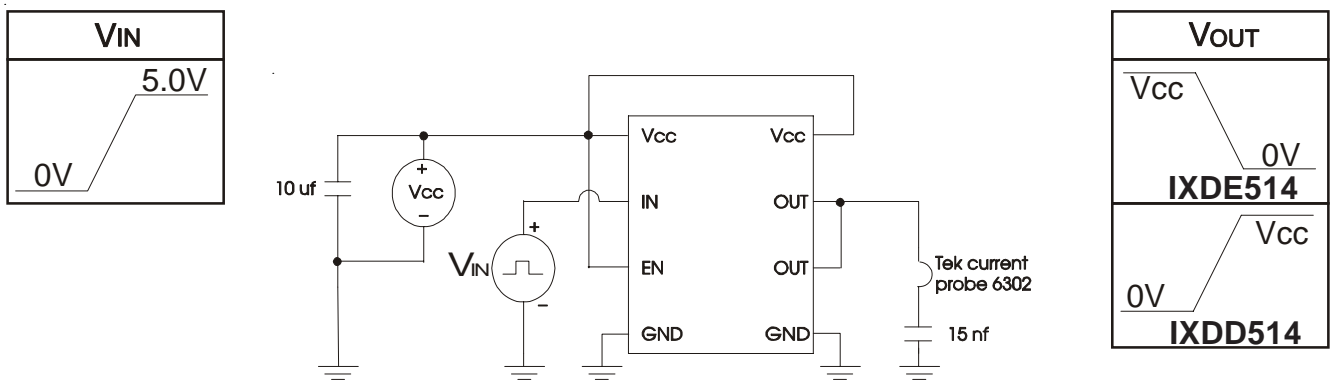 VIN
5.0V
0V
10 uf
+
Vcc
−
VIN
+
−
Vcc
IN
EN
GND
Vcc
OUT
OUT
GND
Tek current
probe 6302
15 nf
VOUT
Vcc
0V
IXDE514
Vcc
0V
IXDD514